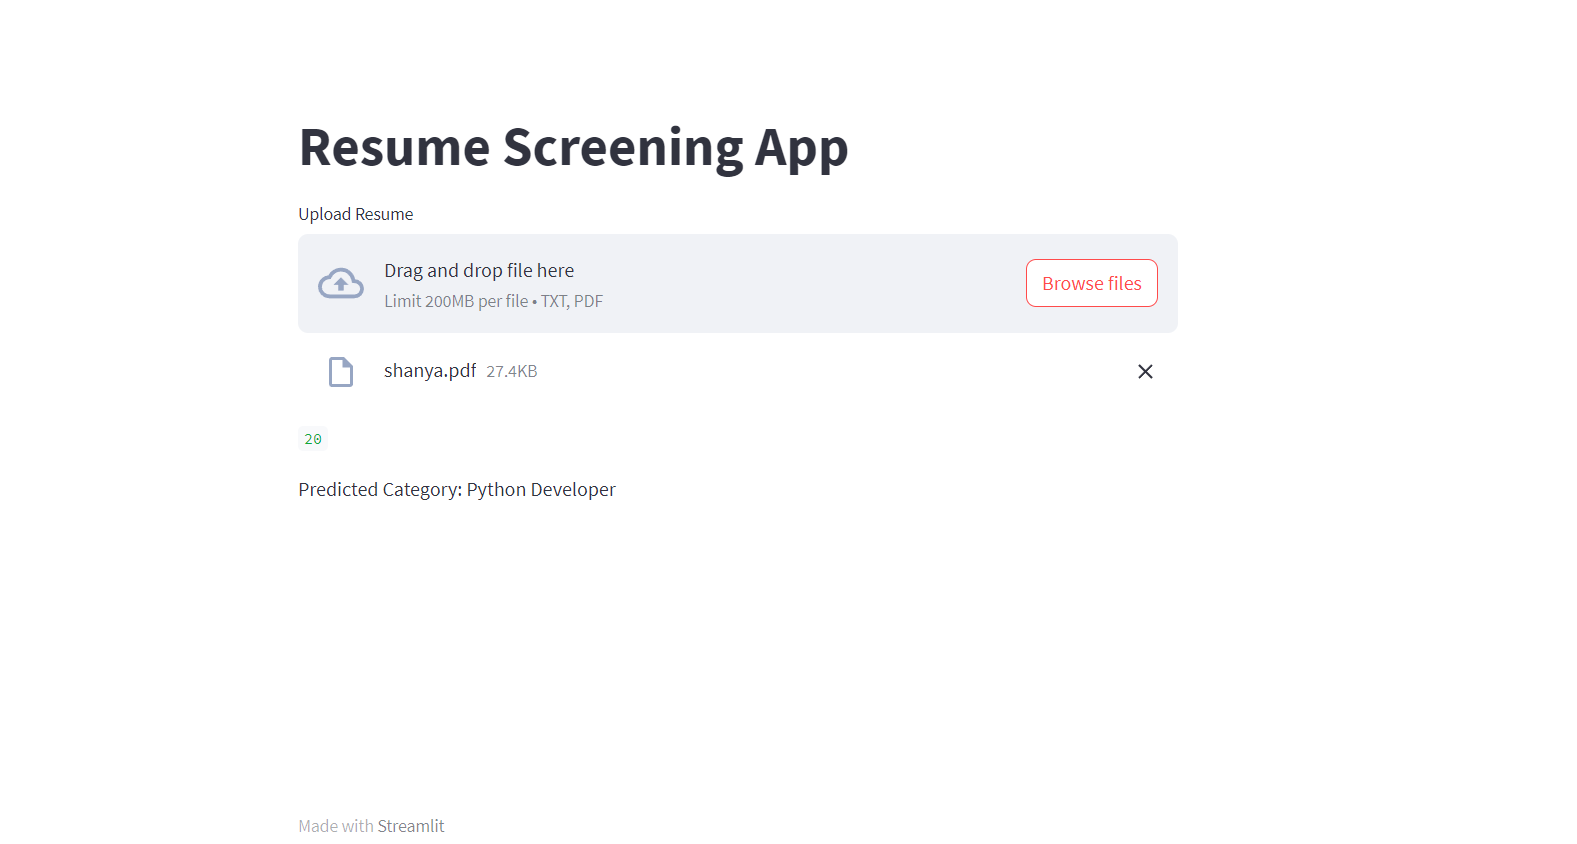 Resume Screening App
Upload Resume
Drag and drop file here
Limit 200MB per file • TXT, PDF
Browse files
shanya.pdf 27.4KB
20
Predicted Category: Python Developer
Made with Streamlit